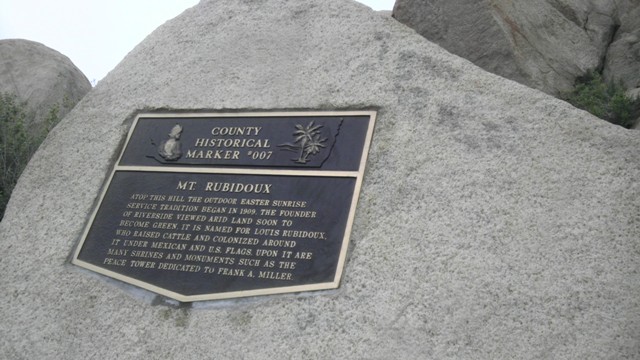 COUNTY
HISTORICAL
MARKER #007
MT. RUBIDOUX
ATOP THIS HILL THE OUTDOOR EASTER SUNRISE
SERVICE TRADITION BEGAN IN 1909. THE FOUNDER
OF RIVERSIDE VIEWED ARID LAND SOON TO
BECOME GREEN. IT IS NAMED FOR LOUIS RUBIDOUX,
WHO RAISED CATTLE AND COLONIZED AROUND
IT UNDER MEXICAN AND U.S. FLAGS. UPON IT ARE
MANY SHRINES AND MONUMENTS SUCH AS THE
PEACE TOWER DEDICATED TO FRANK A. MILLER.